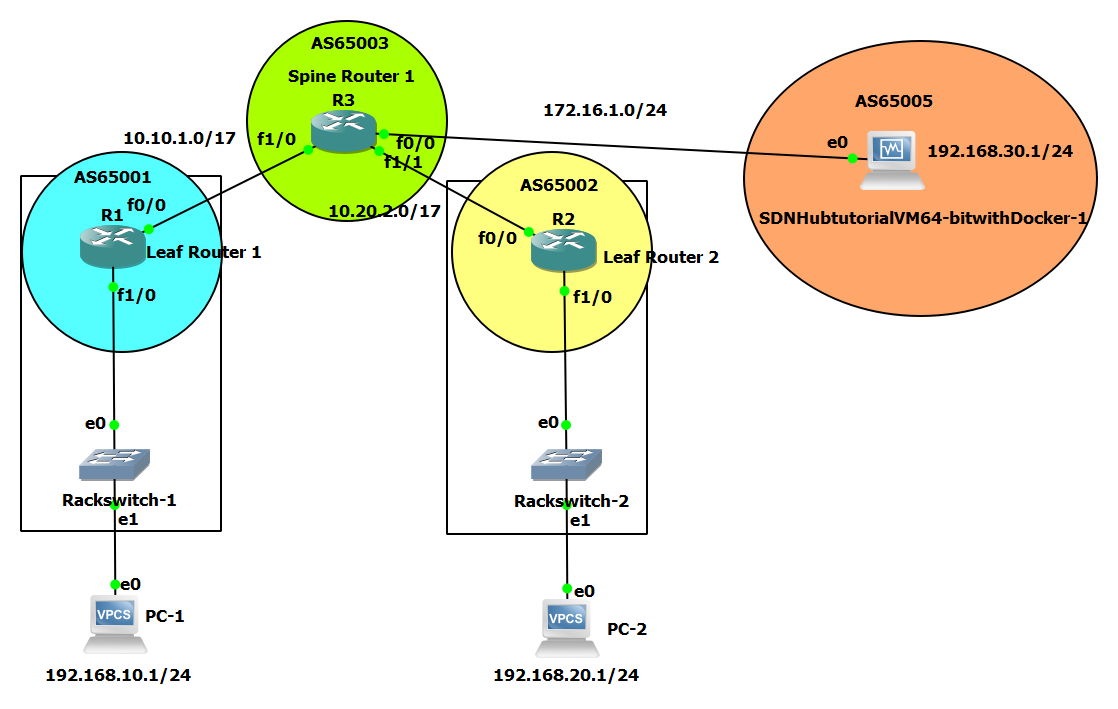 AS65003
Spine Router 1
R3
f1/0
f0/0
f1/1
10.10.1.0/17
172.16.1.0/24
10.20.2.0/17
AS65005
e0
192.168.30.1/24
SDNHubtutorialVM64-bitwithDocker-1
AS65001
f0/0
R1
Leaf Router 1
f1/0
e0
Rackswitch-1
e1
e0
VPCS
PC-1
192.168.10.1/24
AS65002
R2
f0/0
Leaf Router 2
f1/0
e0
Rackswitch-2
e1
e0
VPCS
PC-2
192.168.20.1/24